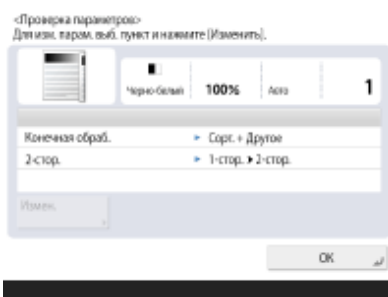 <Проверка параметров>
Для изм. парам. выб. пункт и нажмите [Изменить].
Черно-белый 100% Авто 1
Конечная обраб. ▸ Сорт. + Другое
2-стор. ▸ 1-стор. ▸ 2-стор.
Измен.
OK